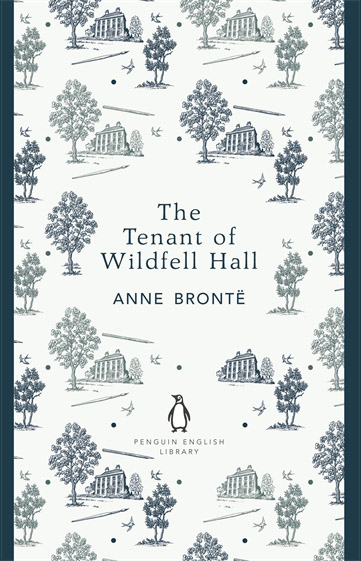 The
Tenant of
Wildfell Hall
ANNE BRONTË
PENGUIN ENGLISH
LIBRARY